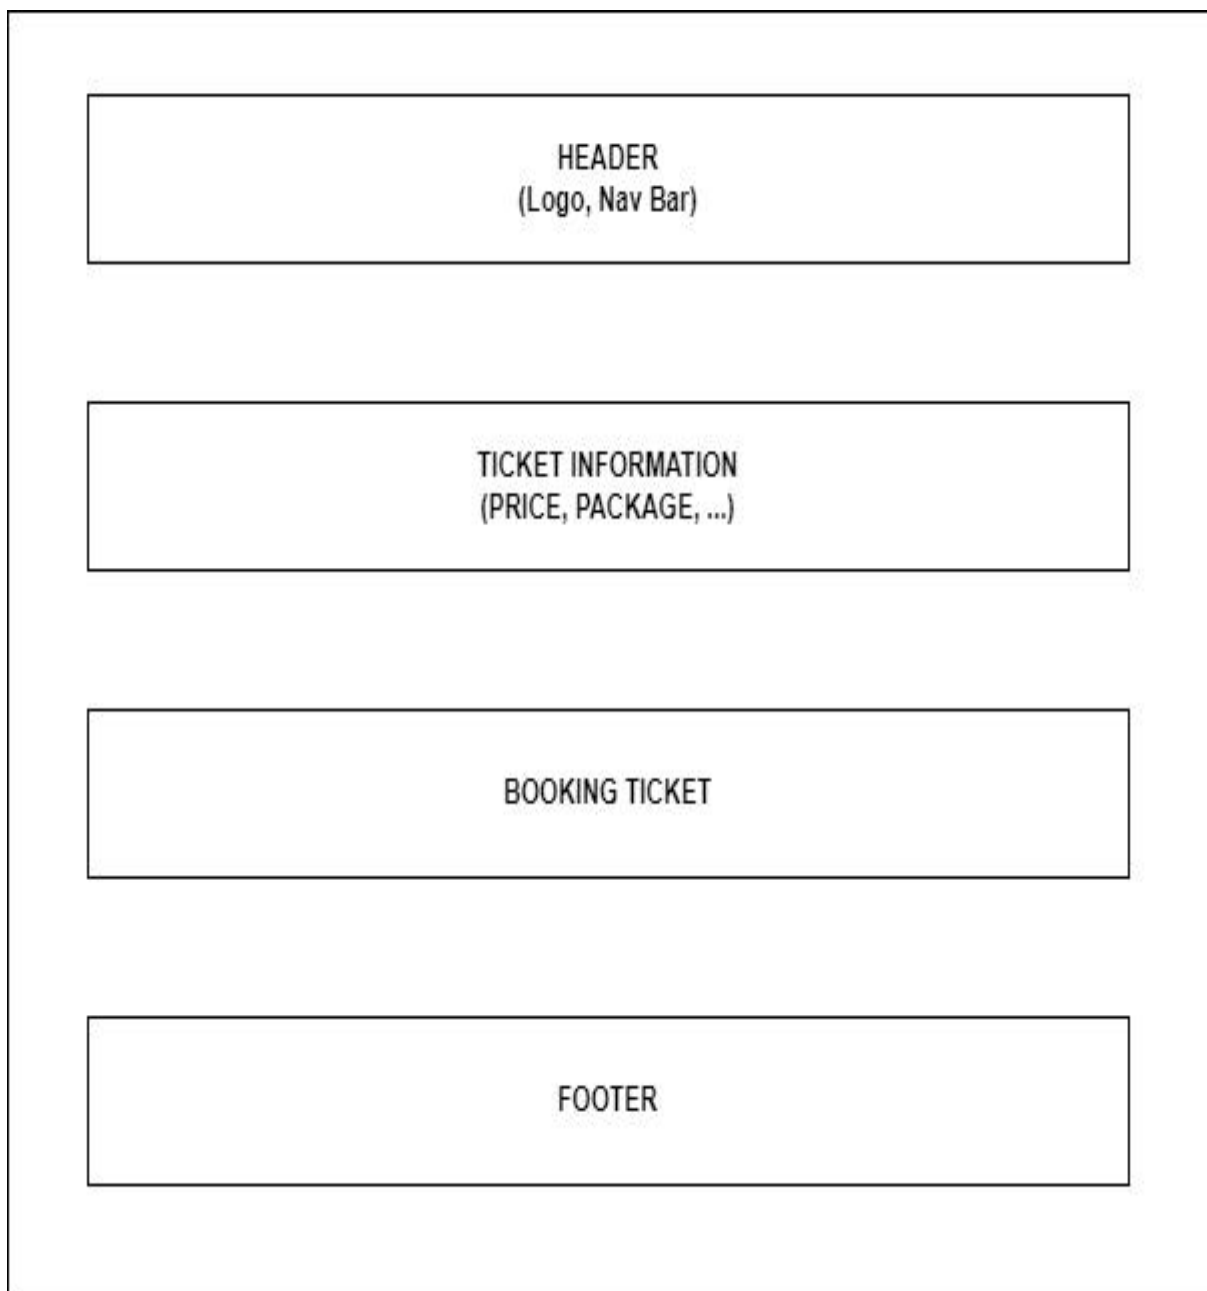 HEADER
(Logo, Nav Bar)
TICKET INFORMATION
(PRICE, PACKAGE, ...)
BOOKING TICKET
FOOTER